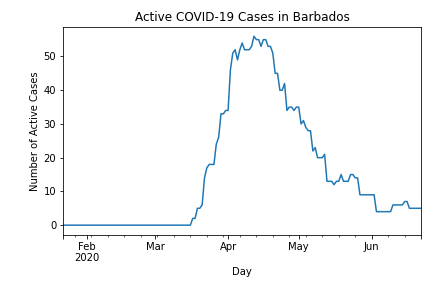 Active COVID-19 Cases in Barbados
Number of Active Cases
50
40
30
20
10
0
Feb
2020
Mar
Apr
May
Jun
Day